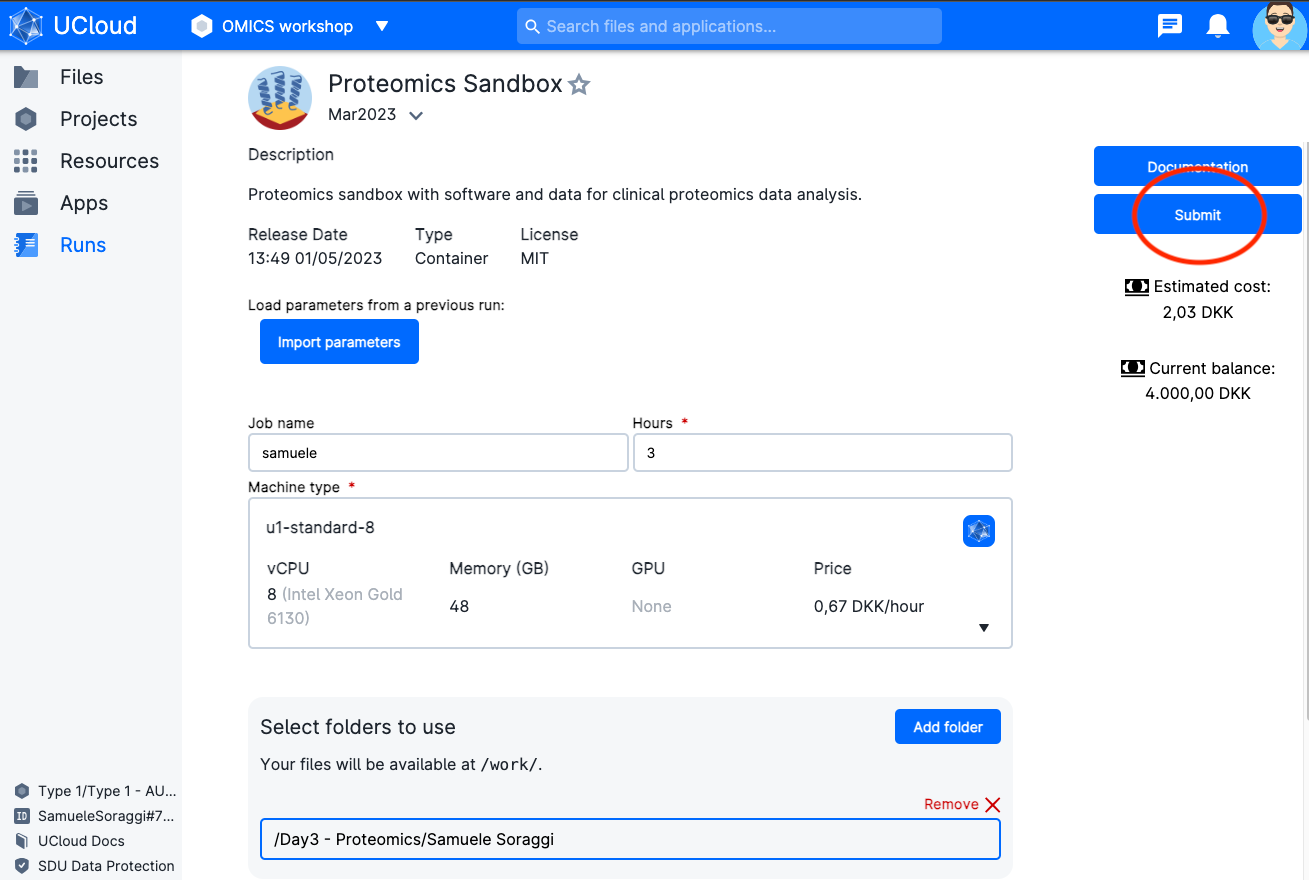 UCloud
OMICS workshop
Search files and applications...
Files
Projects
Resources
Apps
Runs
Proteomics Sandbox
Mar2023
Description
Proteomics sandbox with software and data for clinical proteomics data analysis.
Release Date Type License
13:49 01/05/2023 Container MIT
Load parameters from a previous run:
Import parameters
Documentation
Submit
Estimated cost:
2,03 DKK
Current balance:
4.000,00 DKK
Job name Hours *
samuele 3
Machine type *
u1-standard-8
vCPU Memory (GB) GPU Price
8 (Intel Xeon Gold 6130) 48 None 0,67 DKK/hour
Select folders to use
Add folder
Your files will be available at /work/.
Remove
/Day3 - Proteomics/Samuele Soraggi
Type 1/Type 1 - AU...
ID SamueleSoraggi#7...
UCloud Docs
SDU Data Protection